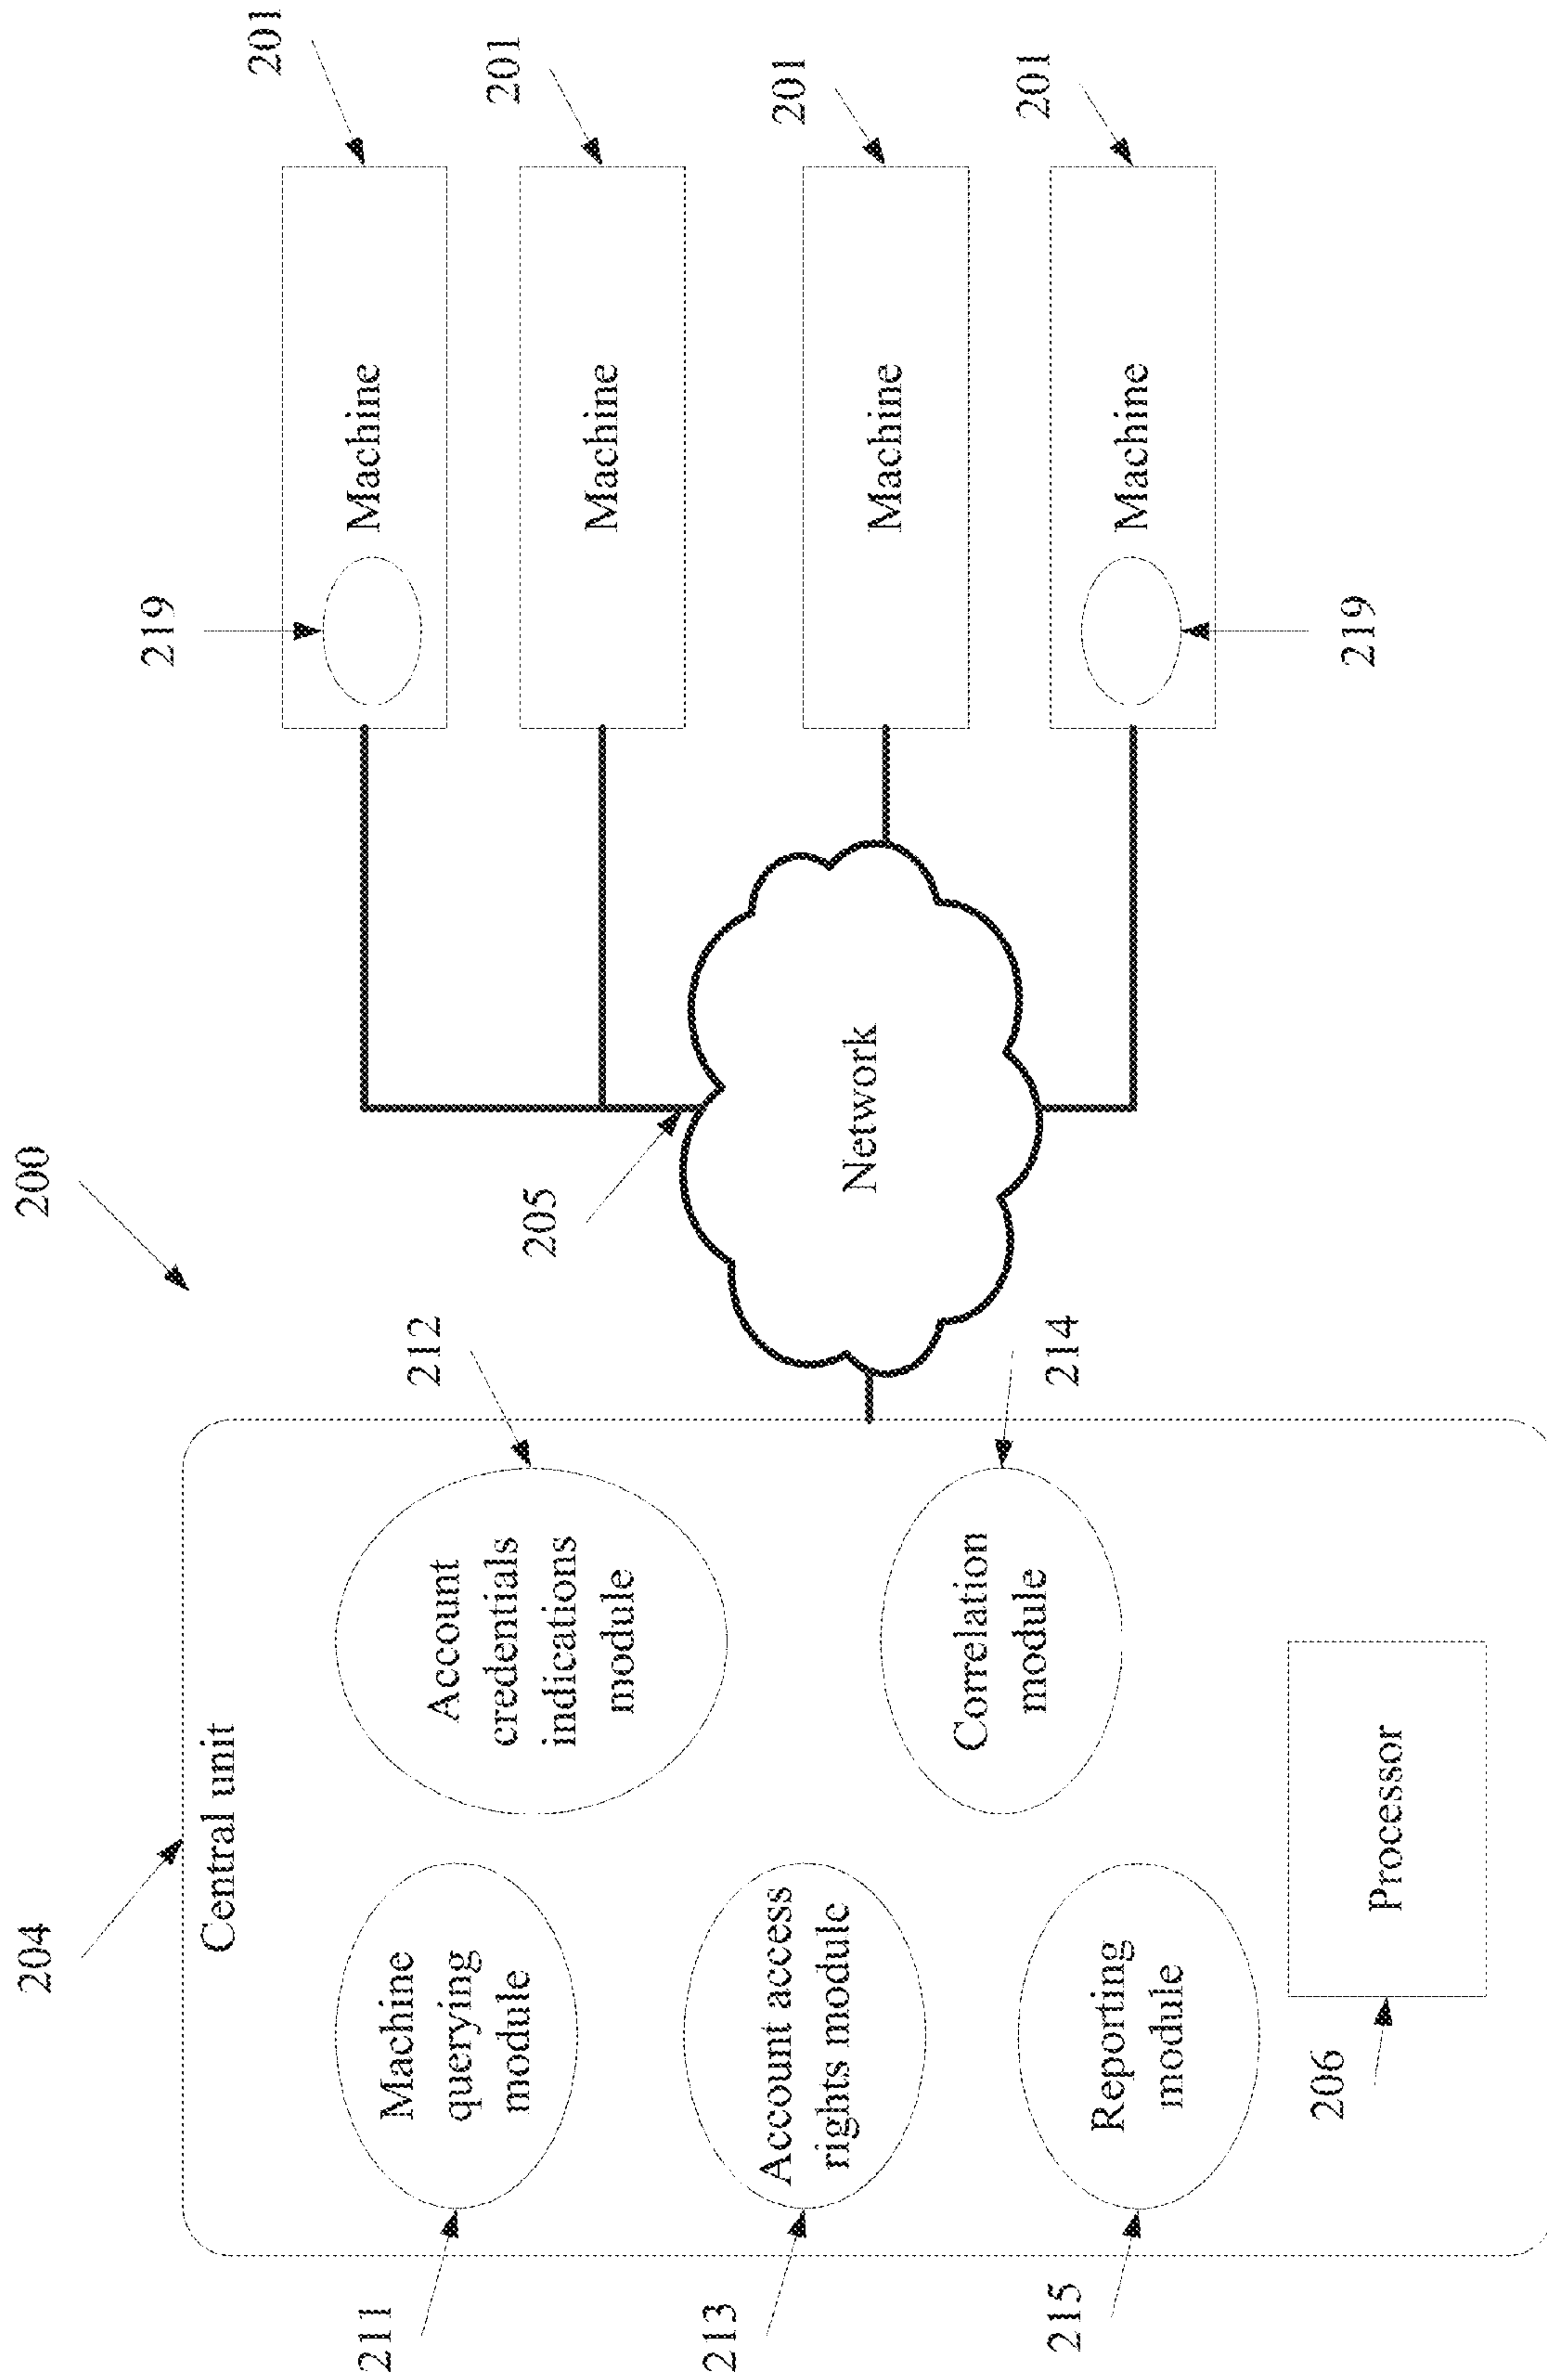 200
204
Central unit
211
Machine
querying
module
212
Account
credentials
indications
module
213
Account access
rights module
214
Correlation
module
215
Reporting
module
206
Processor
205
Network
219
Machine
201
Machine
201
Machine
201
Machine
201
219